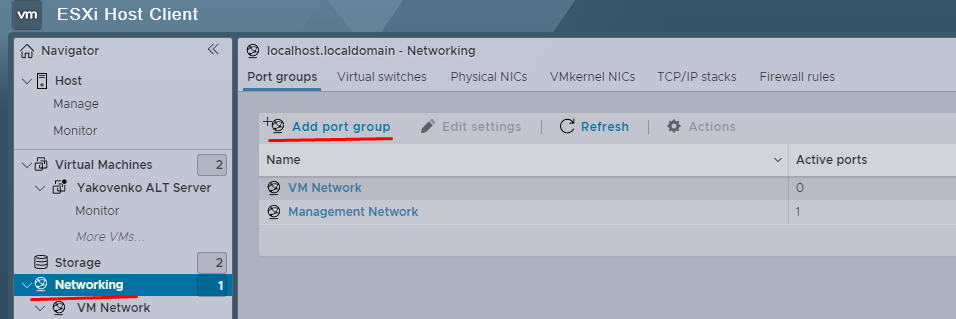 vm ESXi Host Client
Navigator
Host
Manage
Monitor
Virtual Machines 2
Yakovenko ALT Server
Monitor
More VMs...
Storage 2
Networking 1
VM Network
localhost.localdomain - Networking
Port groups Virtual switches Physical NICs VMkernel NICs TCP/IP stacks Firewall rules
Add port group Edit settings Refresh Actions
Name Active ports
VM Network 0
Management Network 1